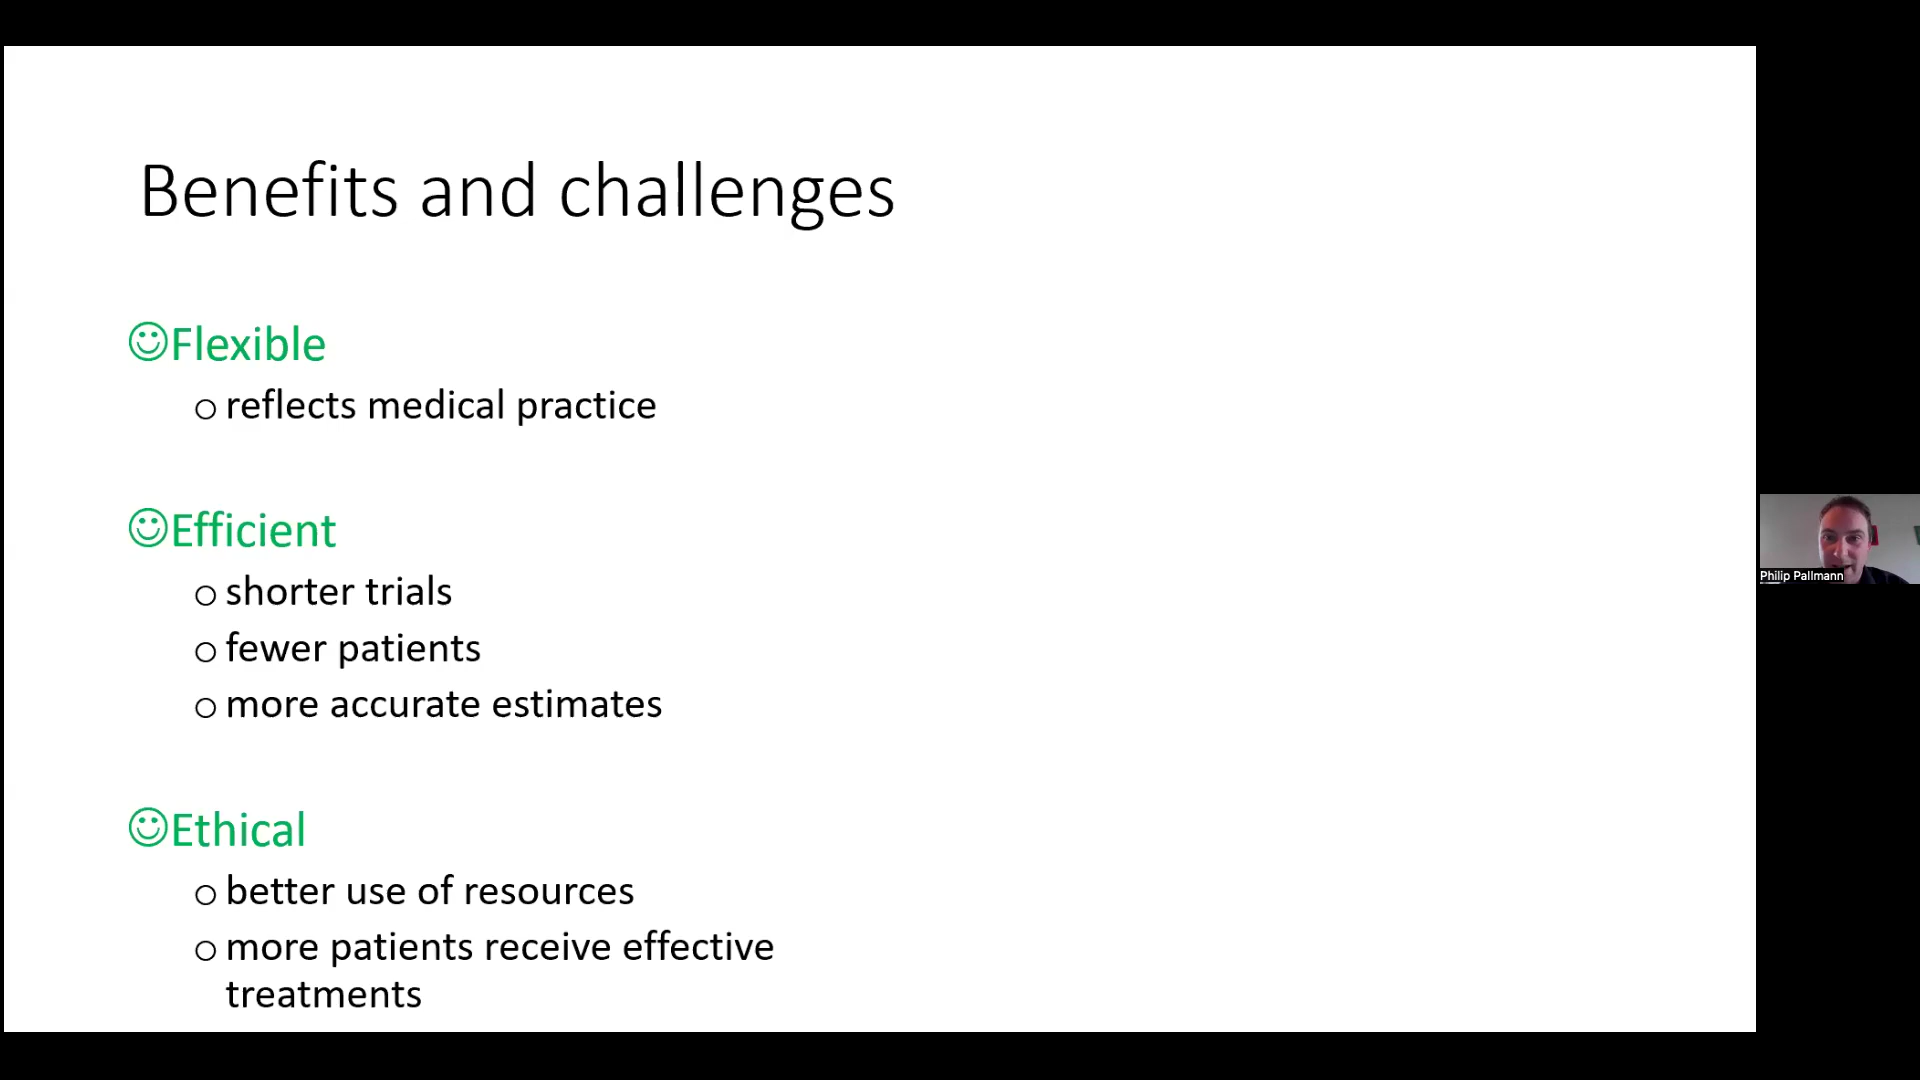 Benefits and challenges
Flexible
reflects medical practice
Efficient
shorter trials
fewer patients
more accurate estimates
Ethical
better use of resources
more patients receive effective
treatments
Philip Pallmann